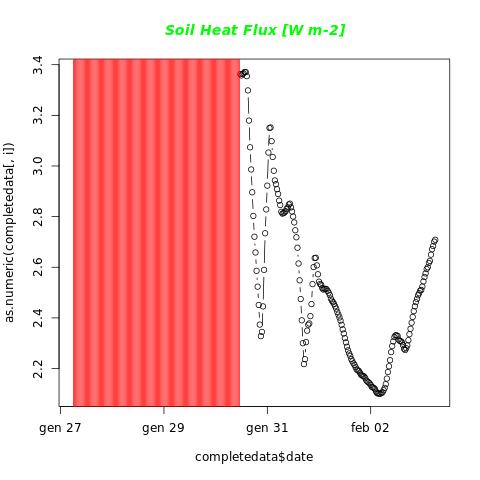 Soil Heat Flux [W m-2]
3.4
3.2
3.0
2.8
2.6
2.4
2.2
as.numeric(completedata[, i])
gen 27 gen 29 gen 31 feb 02
completedata$date